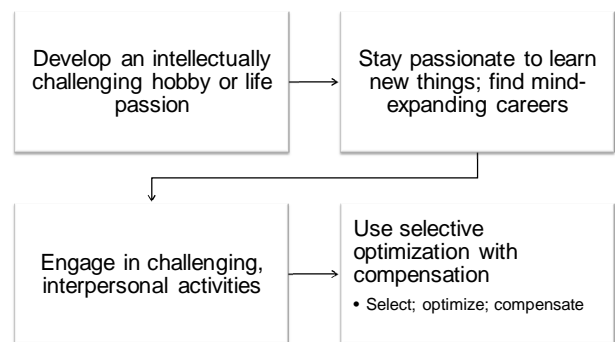 Develop an intellectually
challenging hobby or life
passion
Stay passionate to learn
new things; find mind-
expanding careers
Engage in challenging,
interpersonal activities
Use selective
optimization with
compensation
• Select; optimize; compensate